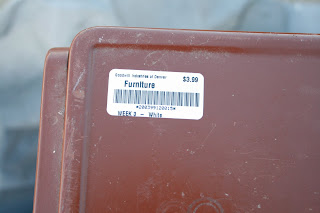 Goodwill Industries of Denver
$3.99
Furniture
WEEK 2 - White